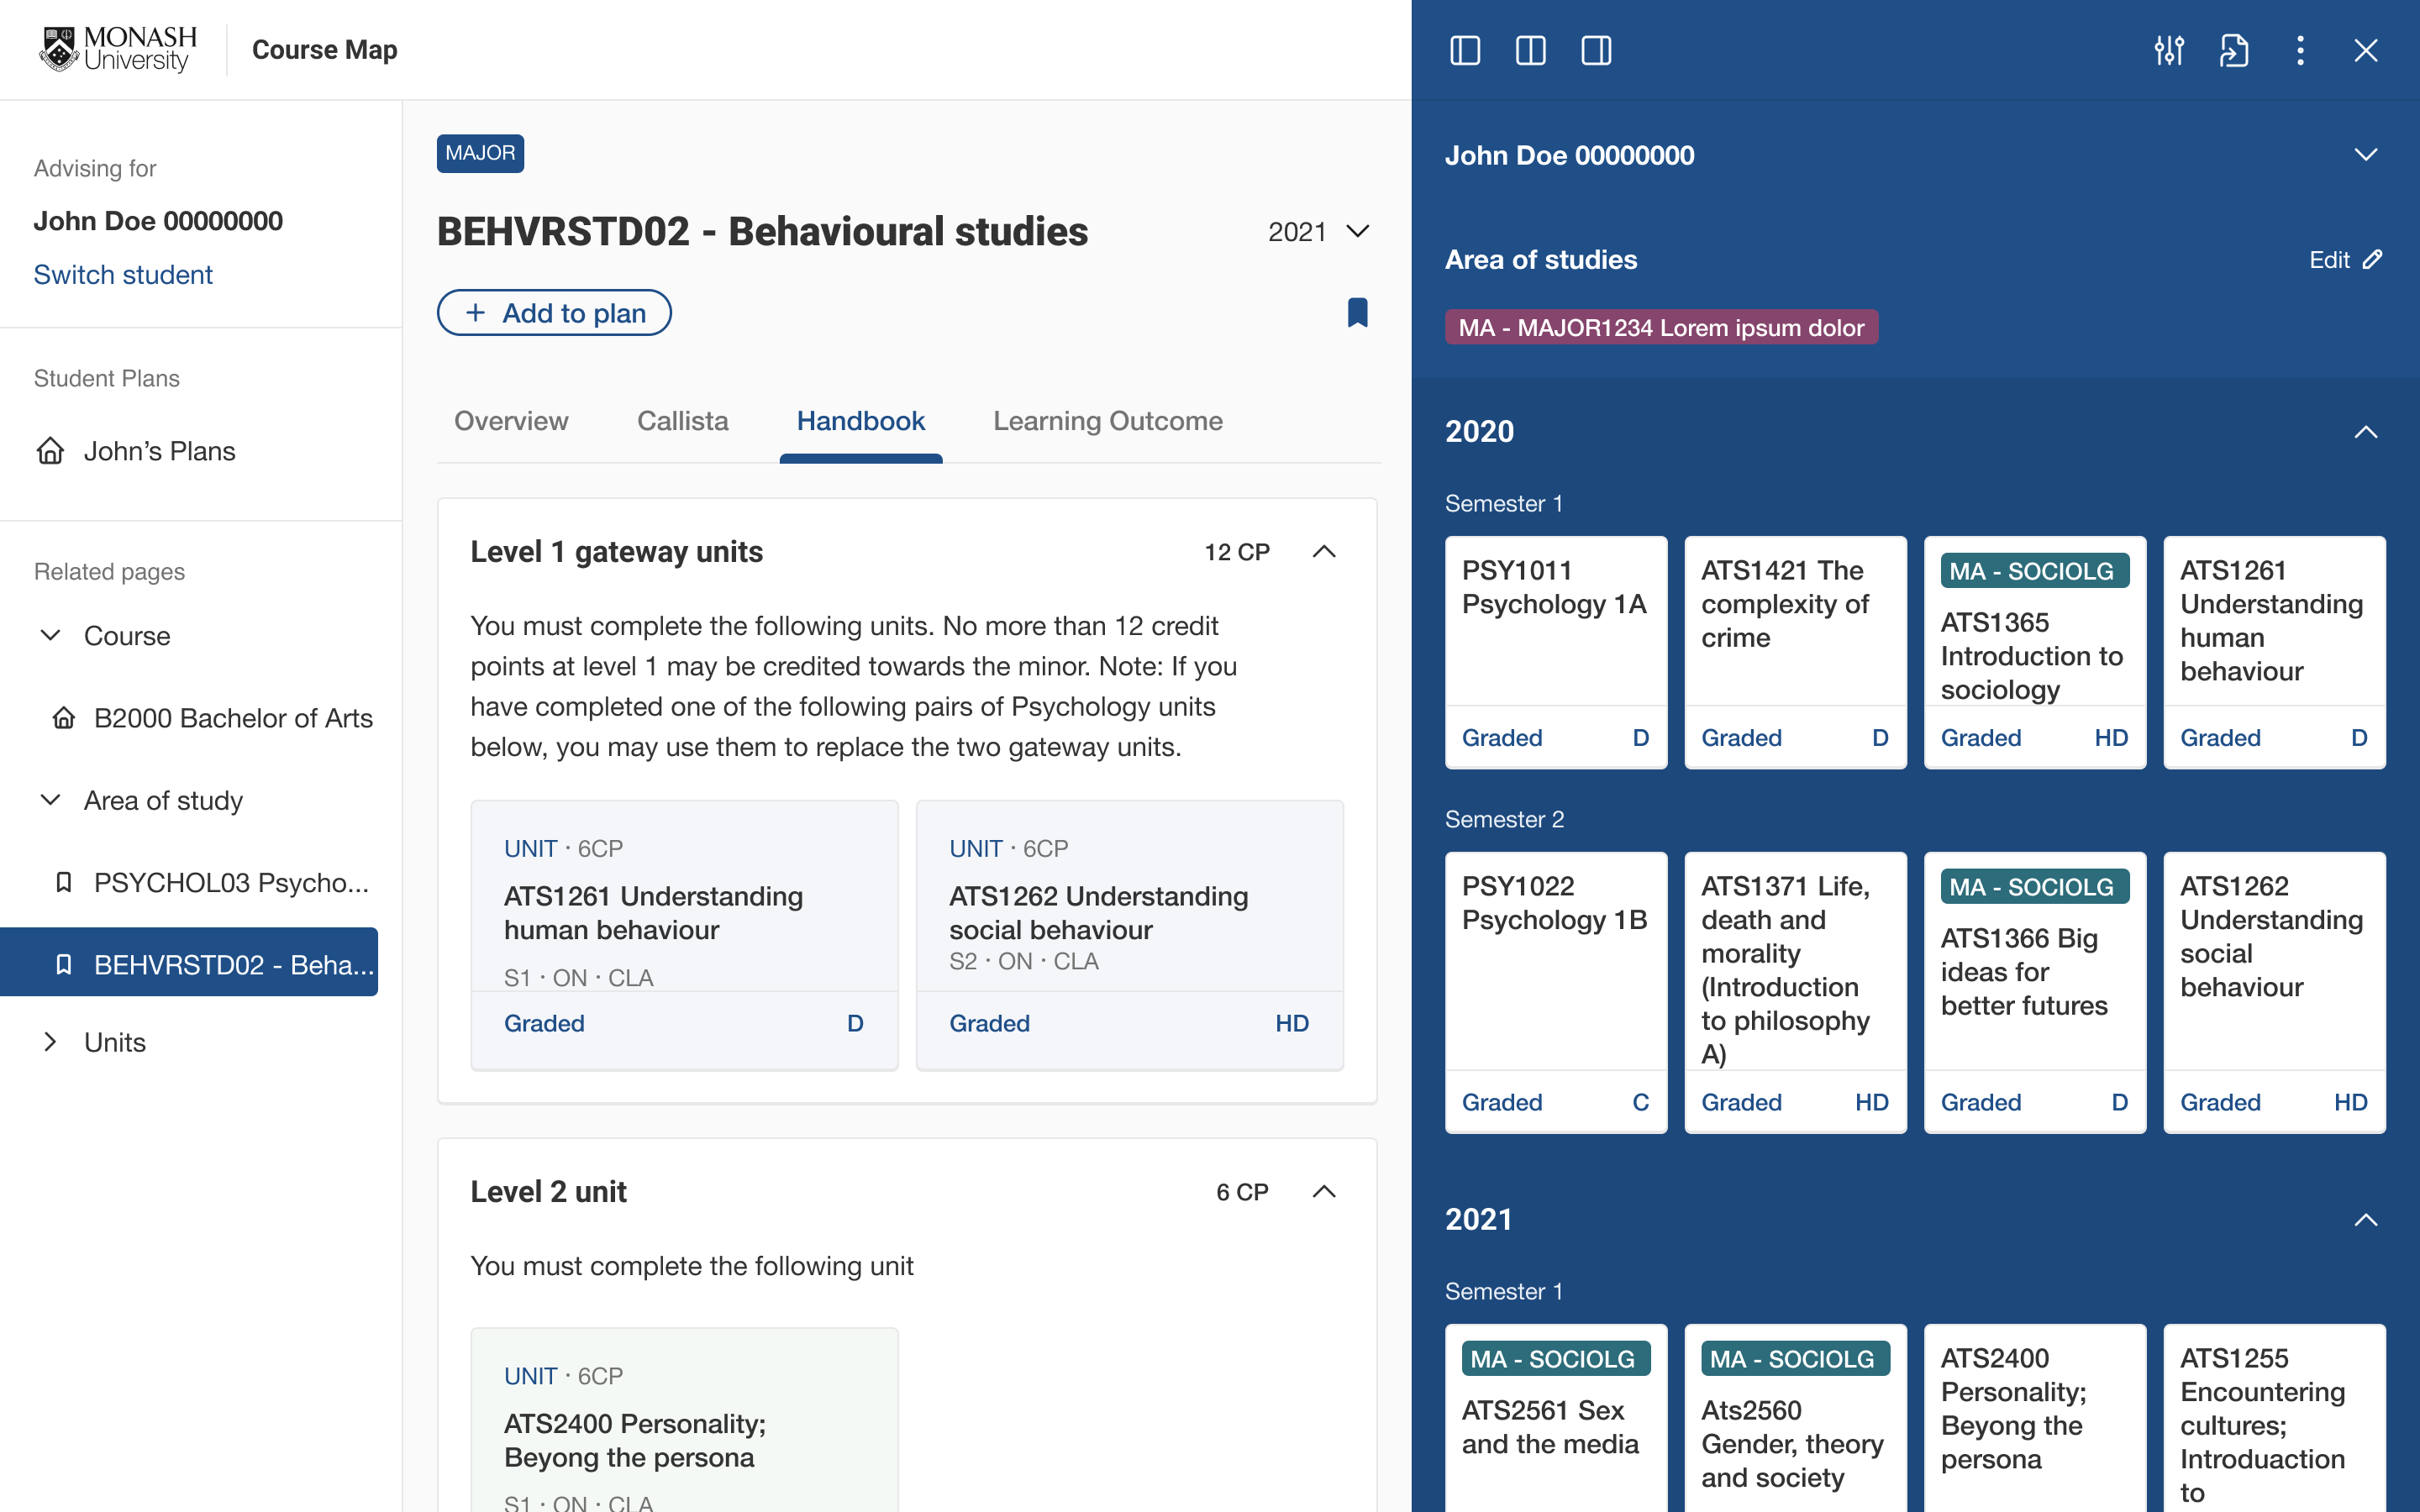 MONASH
University
Course Map
Advising for
John Doe 00000000
Switch student
Student Plans
John’s Plans
Related pages
Course
B2000 Bachelor of Arts
Area of study
PSYCHOL03 Psycho...
BEHVRSTD02 - Beha...
Units
MAJOR
BEHVRSTD02 - Behavioural studies
2021
+ Add to plan
Overview
Callista
Handbook
Learning Outcome
Level 1 gateway units
12 CP
You must complete the following units. No more than 12 credit
points at level 1 may be credited towards the minor. Note: If you
have completed one of the following pairs of Psychology units
below, you may use them to replace the two gateway units.
UNIT · 6CP
ATS1261 Understanding
human behaviour
S1 · ON · CLA
Graded D
UNIT · 6CP
ATS1262 Understanding
social behaviour
S2 · ON · CLA
Graded HD
Level 2 unit
6 CP
You must complete the following unit
UNIT · 6CP
ATS2400 Personality;
Beyong the persona
S1 · ON · CLA
John Doe 00000000
Area of studies
Edit
MA - MAJOR1234 Lorem ipsum dolor
2020
Semester 1
PSY1011
Psychology 1A
Graded D
ATS1421 The
complexity of
crime
Graded D
MA - SOCIOLG
ATS1365
Introduction to
sociology
Graded HD
ATS1261
Understanding
human
behaviour
Graded D
Semester 2
PSY1022
Psychology 1B
Graded C
ATS1371 Life,
death and
morality
(Introduction
to philosophy
A)
Graded HD
MA - SOCIOLG
ATS1366 Big
ideas for
better futures
Graded D
ATS1262
Understanding
social
behaviour
Graded HD
2021
Semester 1
MA - SOCIOLG
ATS2561 Sex
and the media
MA - SOCIOLG
Ats2560
Gender, theory
and society
ATS2400
Personality;
Beyong the
persona
ATS1255
Encountering
cultures;
Introduaction
to